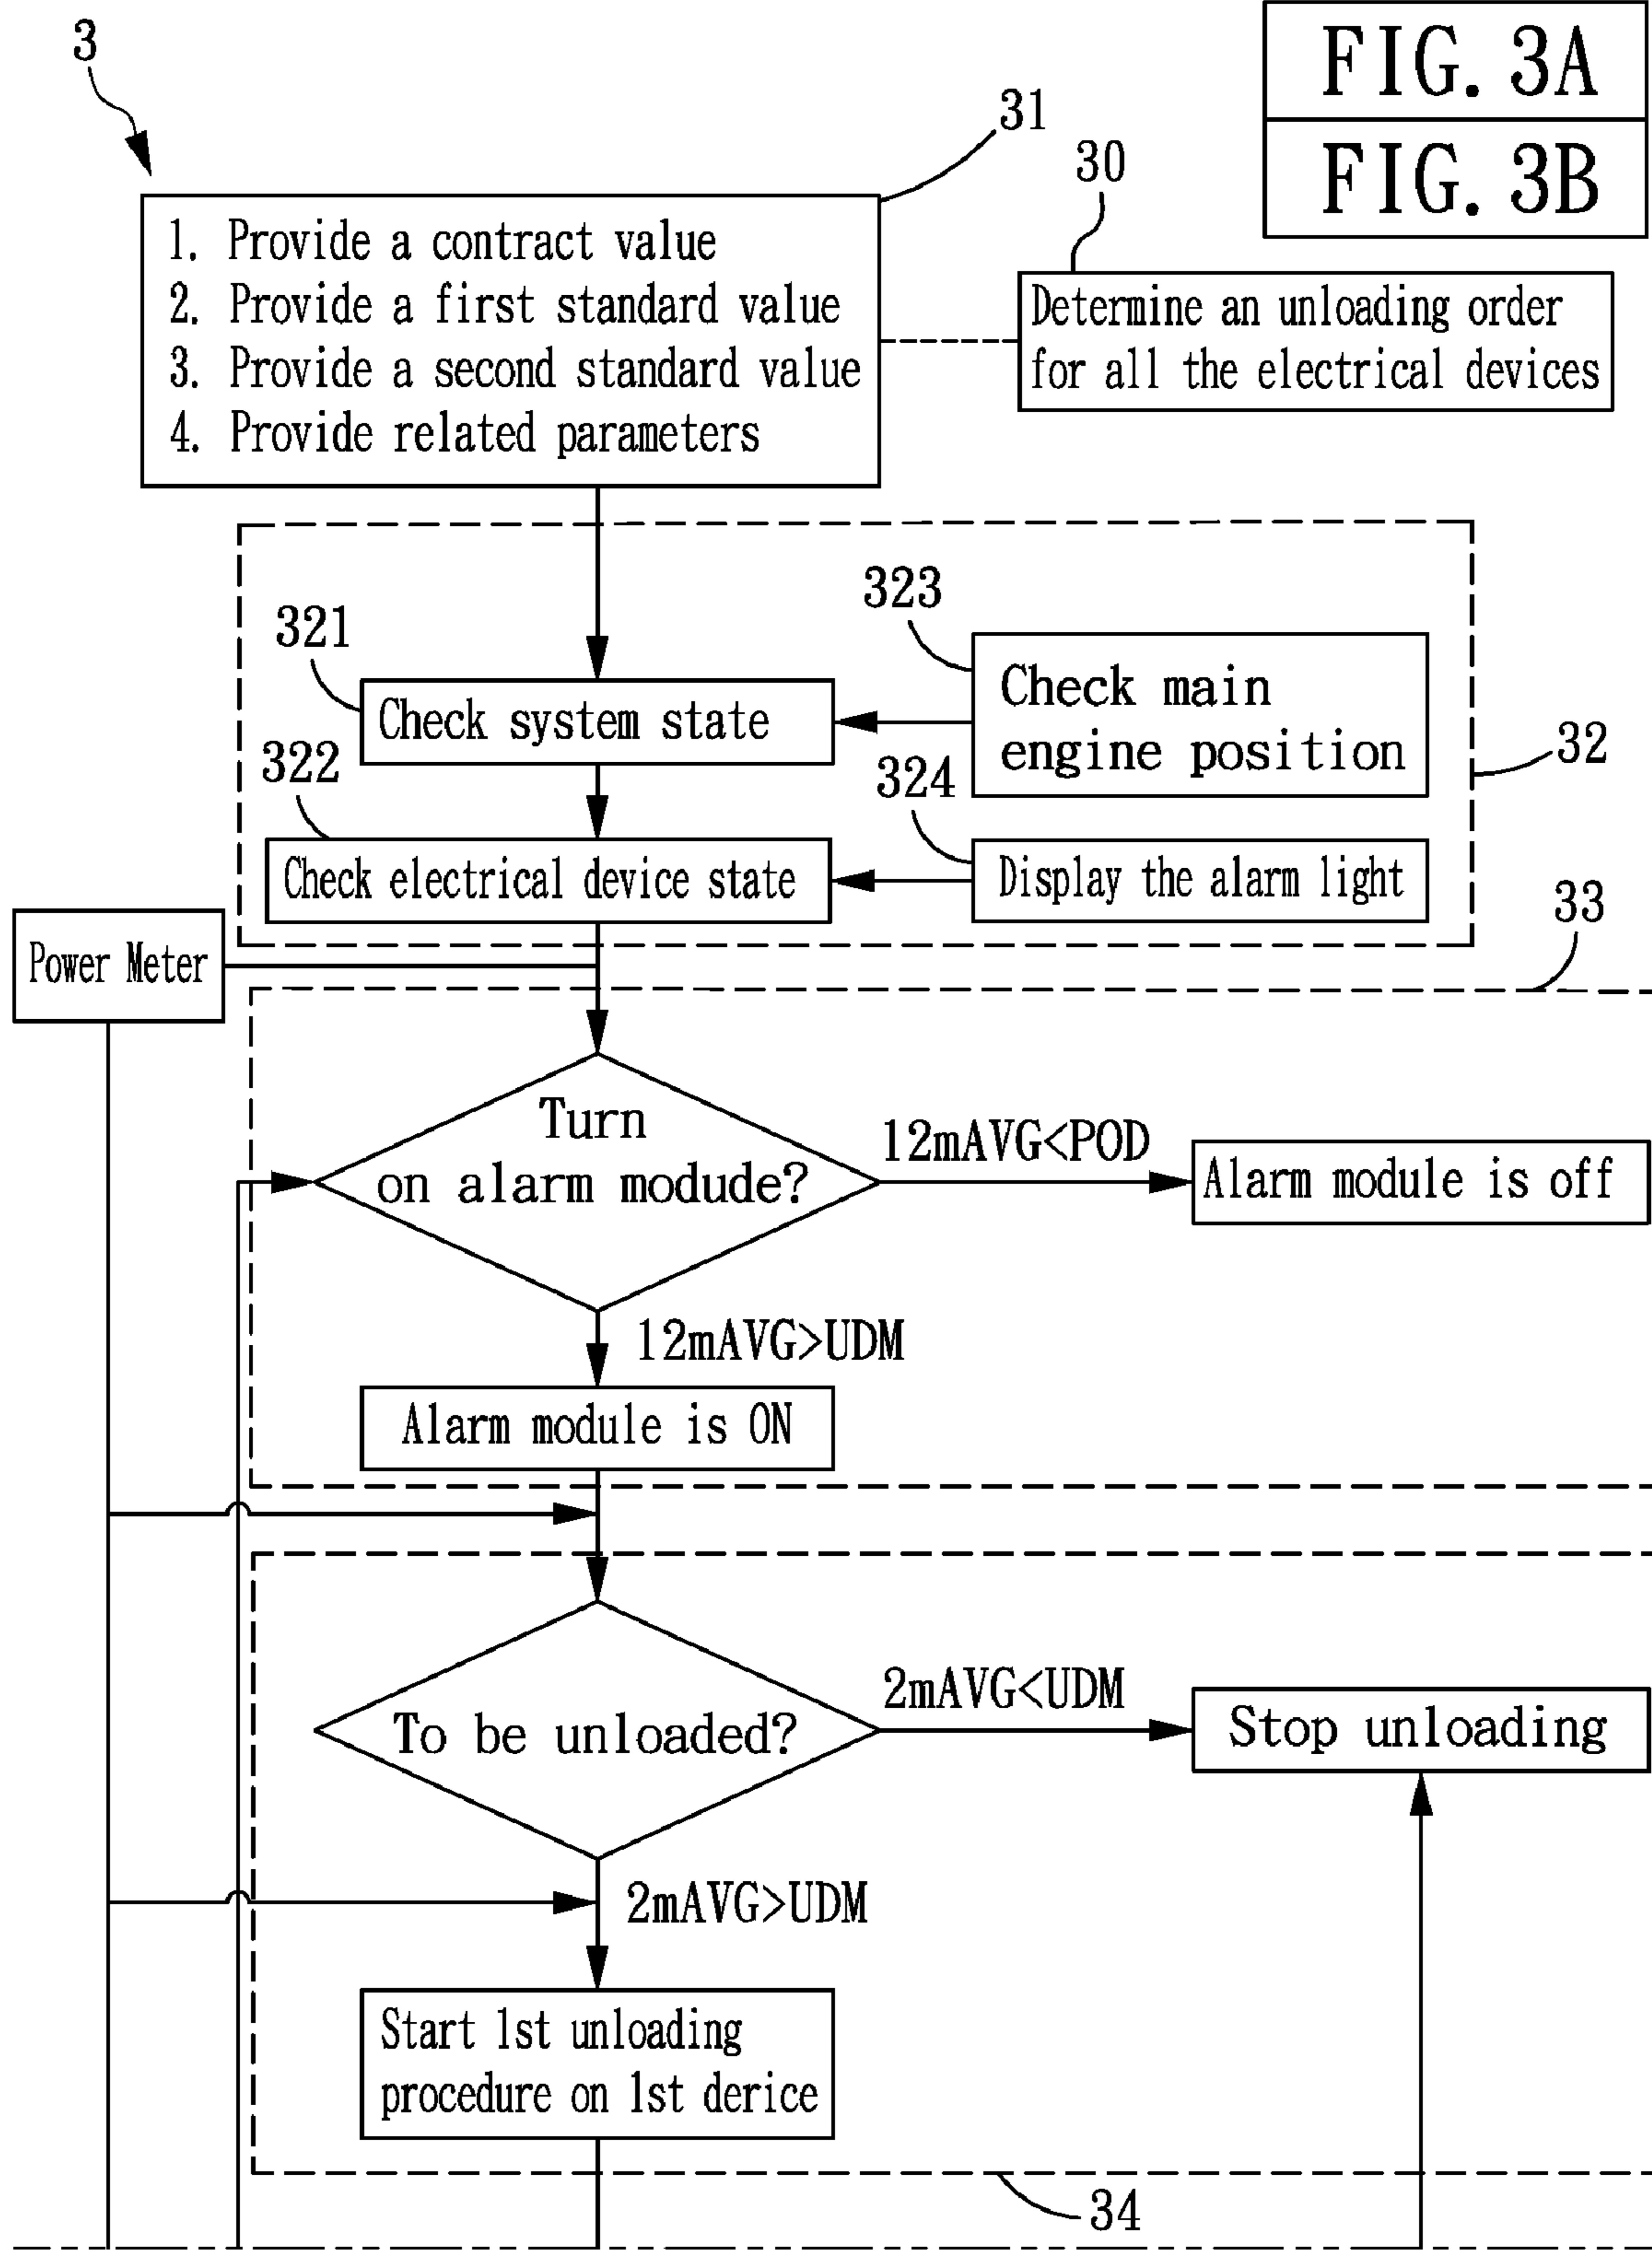 3
FIG. 3A
FIG. 3B
31
30
1. Provide a contract value
2. Provide a first standard value
3. Provide a second standard value
4. Provide related parameters
Determine an unloading order
for all the electrical devices
323
321
Check main
engine position
Check system state
32
322
324
Check electrical device state
Display the alarm light
33
Power Meter
Turn
on alarm modude?
12mAVG<POD
Alarm module is off
12mAVG>UDM
Alarm module is ON
2mAVG<UDM
To be unloaded?
Stop unloading
2mAVG>UDM
Start 1st unloading
procedure on 1st derice
34